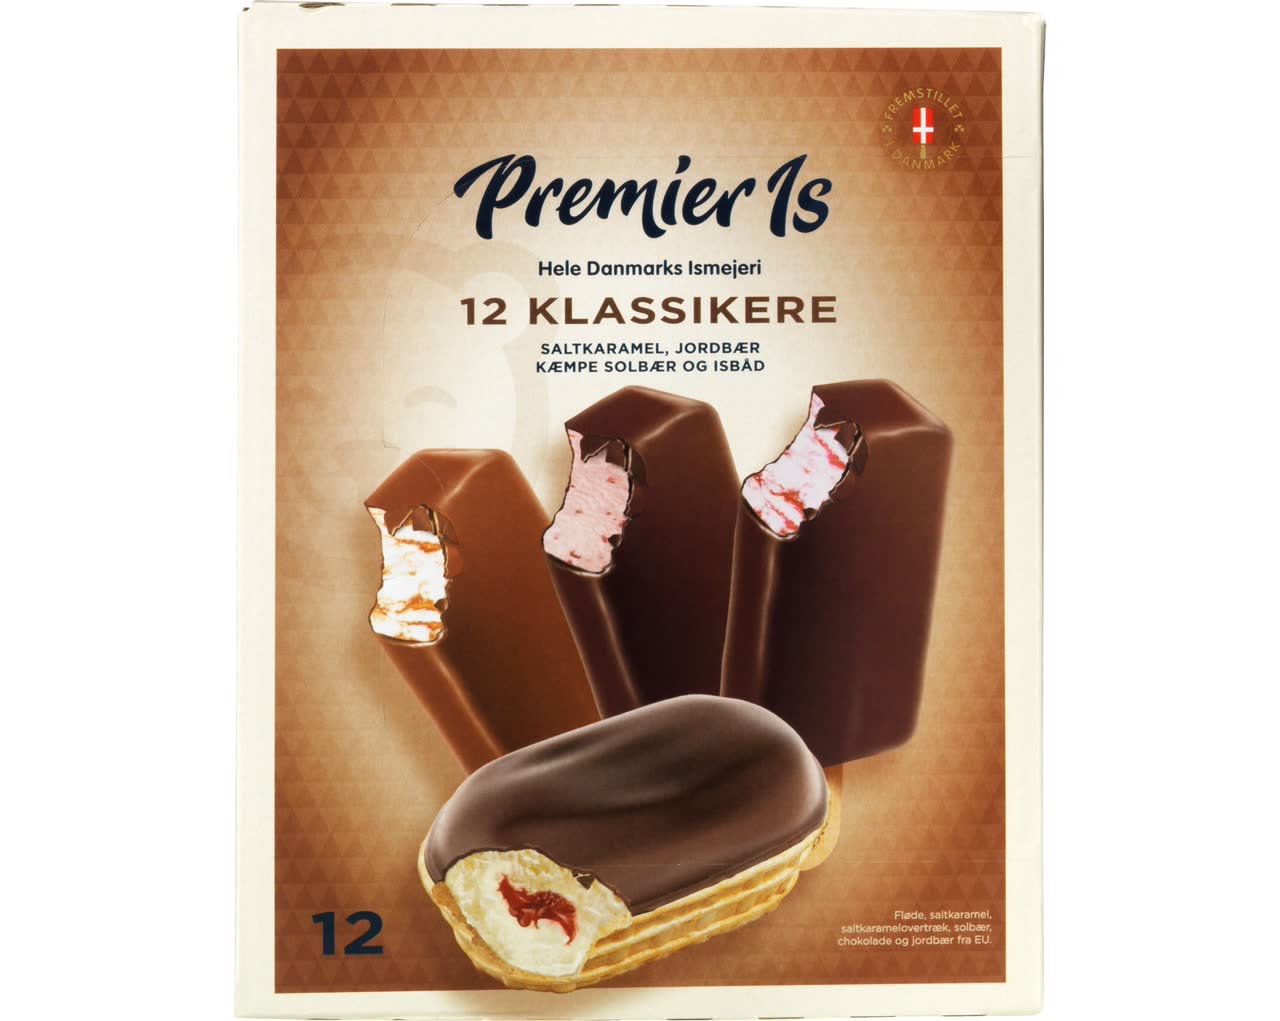 FREMSTILLET
I DANMARK
Premier Is
Hele Danmarks Ismejeri
12 KLASSIKERE
SALTKARAMEL, JORDBÆR
KÆMPE SOLBÆR OG ISBÅD
12
Fløde, saltkaramel,
saltkaramelovertræk, solbær,
chokolade og jordbær fra EU.